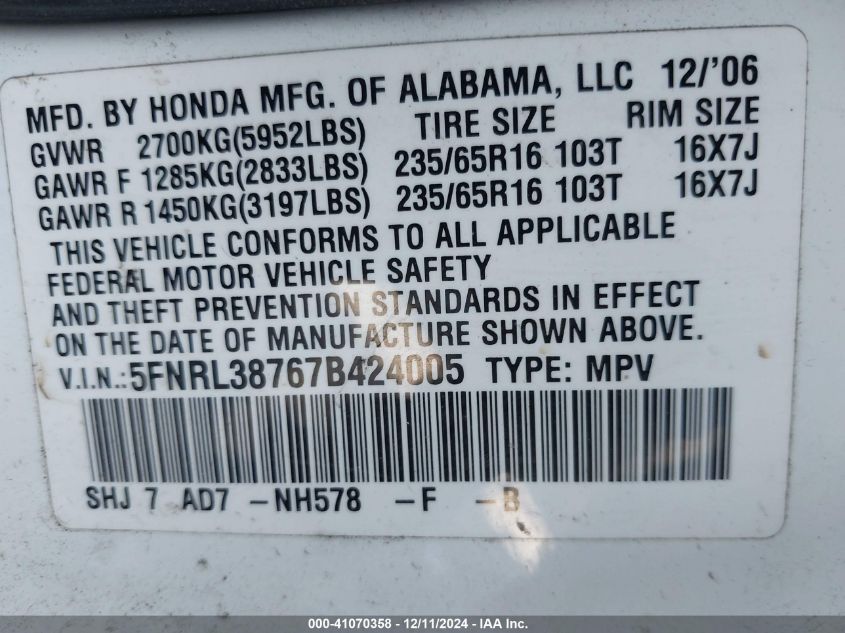 MFD. BY HONDA MFG. OF ALABAMA, LLC 12/'06
GVWR 2700KG(5952LBS) TIRE SIZE RIM SIZE
GAWR F 1285KG(2833LBS) 235/65R16 103T 16X7J
GAWR R 1450KG(3197LBS) 235/65R16 103T 16X7J
THIS VEHICLE CONFORMS TO ALL APPLICABLE
FEDERAL MOTOR VEHICLE SAFETY
AND THEFT PREVENTION STANDARDS IN EFFECT
ON THE DATE OF MANUFACTURE SHOWN ABOVE.
V.I.N.:5FNRL38767B424005 TYPE: MPV
SHJ 7 AD7 -NH578 -F -B
000-41070358 - 12/11/2024 - IAA Inc.